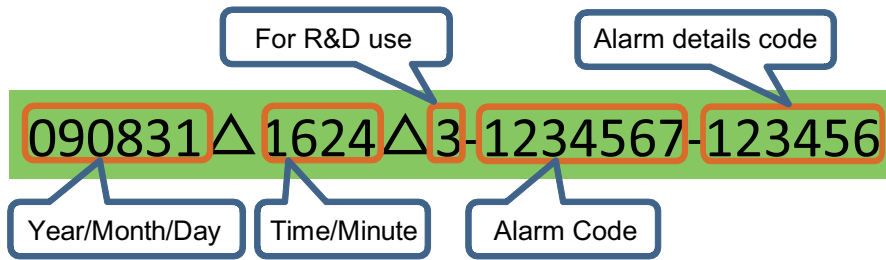 For R&D use
Alarm details code
090831△1624△3-1234567-123456
Year/Month/Day
Time/Minute
Alarm Code